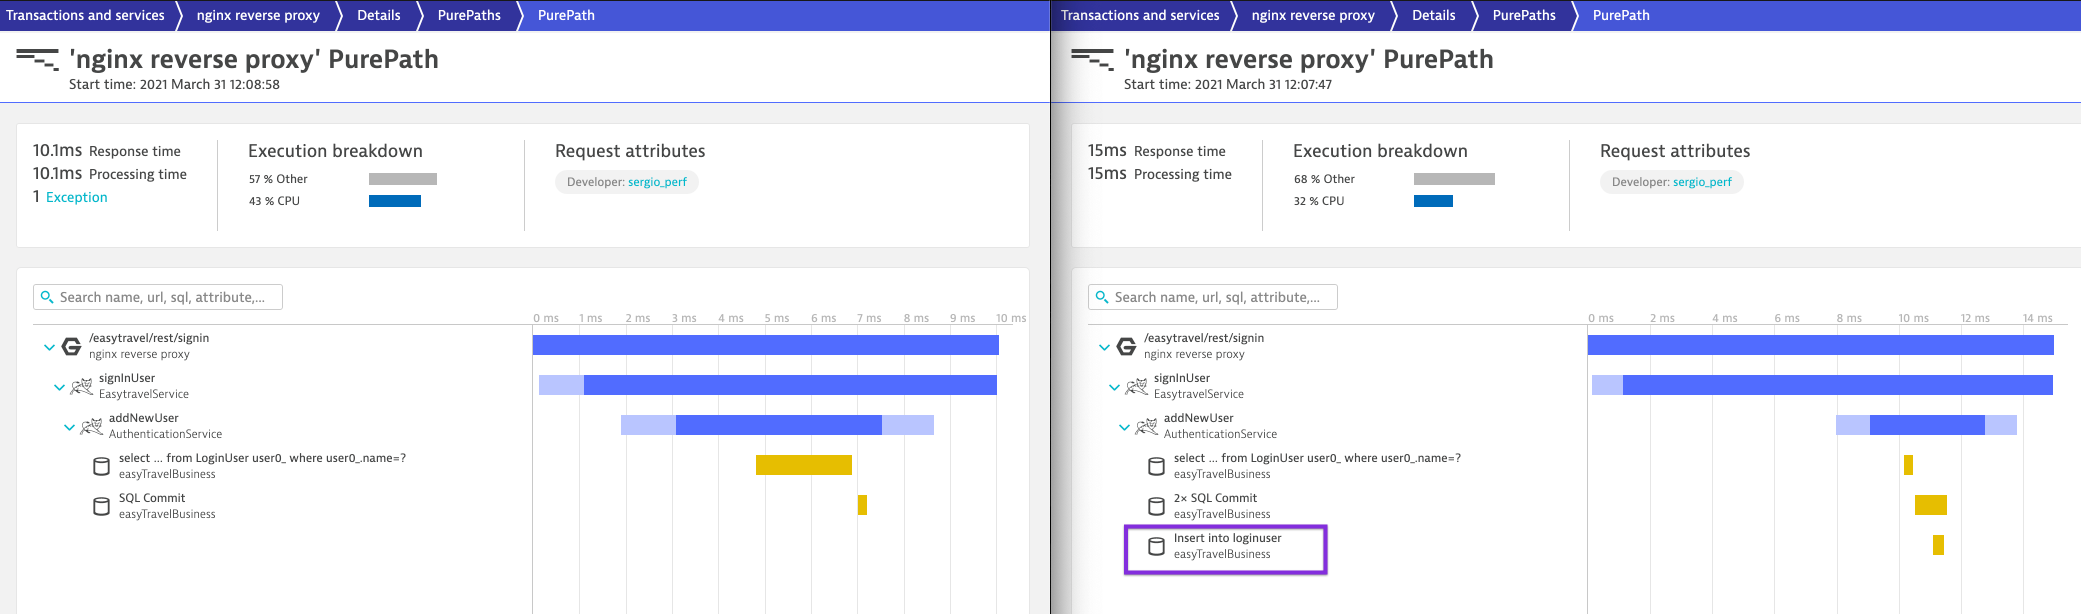 Transactions and services
nginx reverse proxy
Details
PurePaths
PurePath
'nginx reverse proxy' PurePath
Start time: 2021 March 31 12:08:58
10.1ms Response time
10.1ms Processing time
1 Exception
Execution breakdown
57 % Other
43 % CPU
Request attributes
Developer: sergio_perf
Search name, url, sql, attribute,...
0 ms 1 ms 2 ms 3 ms 4 ms 5 ms 6 ms 7 ms 8 ms 9 ms 10 ms
/easytravel/rest/signin
nginx reverse proxy
signInUser
EasytravelService
addNewUser
AuthenticationService
select ... from LoginUser user0_ where user0_.name=?
easyTravelBusiness
SQL Commit
easyTravelBusiness
Transactions and services
nginx reverse proxy
Details
PurePaths
PurePath
'nginx reverse proxy' PurePath
Start time: 2021 March 31 12:07:47
15ms Response time
15ms Processing time
Execution breakdown
68 % Other
32 % CPU
Request attributes
Developer: sergio_perf
Search name, url, sql, attribute,...
0 ms 2 ms 4 ms 6 ms 8 ms 10 ms 12 ms 14 ms
/easytravel/rest/signin
nginx reverse proxy
signInUser
EasytravelService
addNewUser
AuthenticationService
select ... from LoginUser user0_ where user0_.name=?
easyTravelBusiness
2× SQL Commit
easyTravelBusiness
Insert into loginuser
easyTravelBusiness